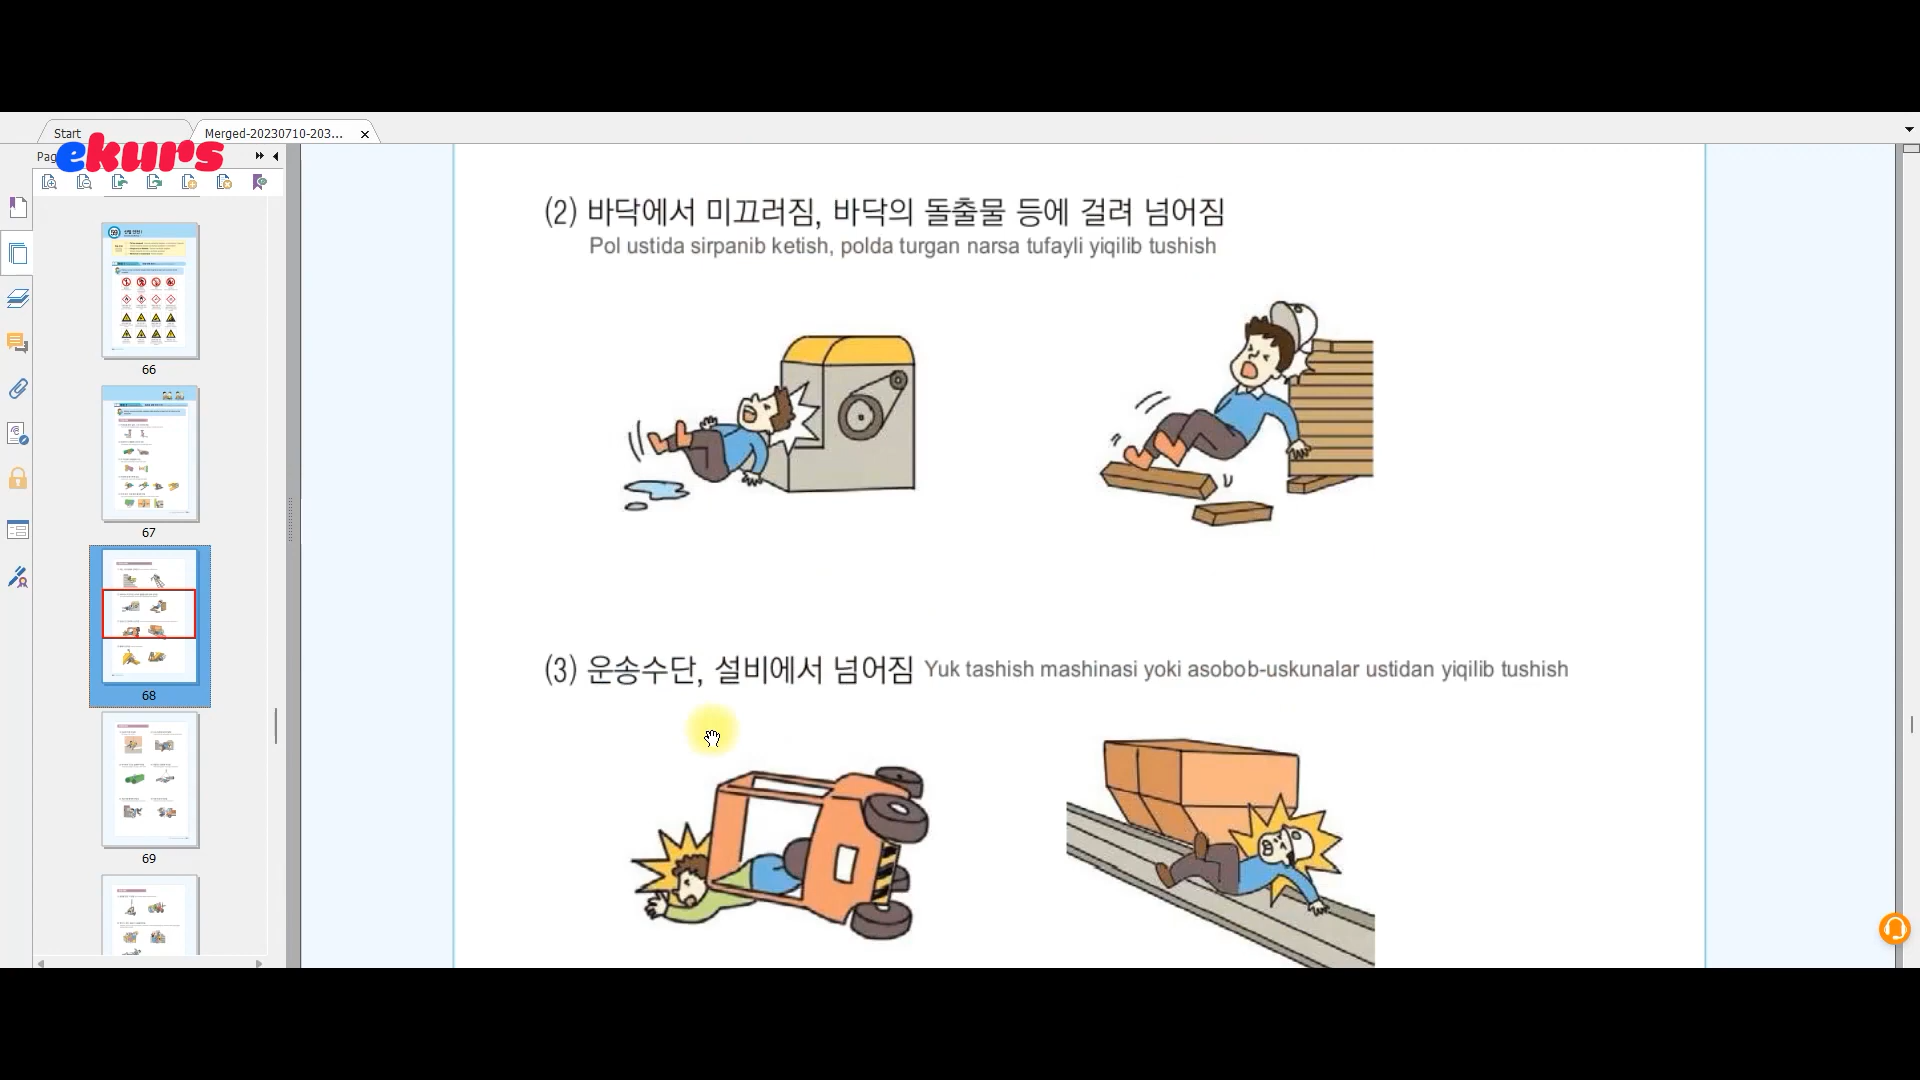 Start
Merged-20230710-203...
Pag
ekurs
66
67
68
69
(2) 바닥에서 미끄러짐, 바닥의 돌출물 등에 걸려 넘어짐
Pol ustida sirpanib ketish, polda turgan narsa tufayli yiqilib tushish
(3) 운송수단, 설비에서 넘어짐 Yuk tashish mashinasi yoki asobob-uskunalar ustidan yiqilib tushish